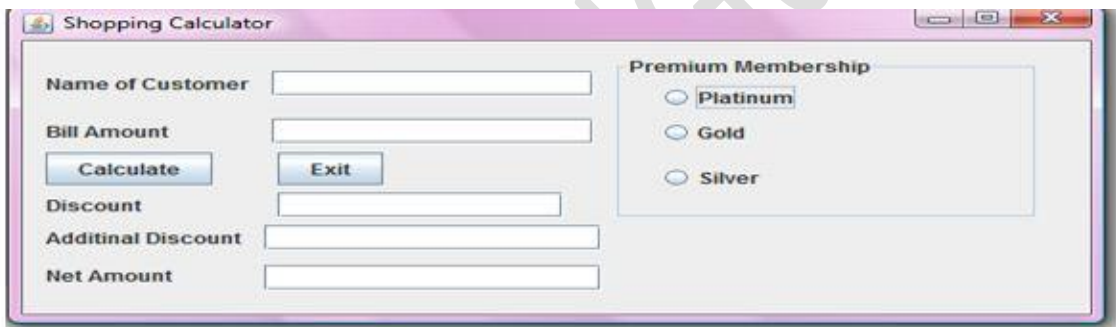 Shopping Calculator
Name of Customer
Bill Amount
Calculate Exit
Discount
Additinal Discount
Net Amount
Premium Membership
Platinum
Gold
Silver